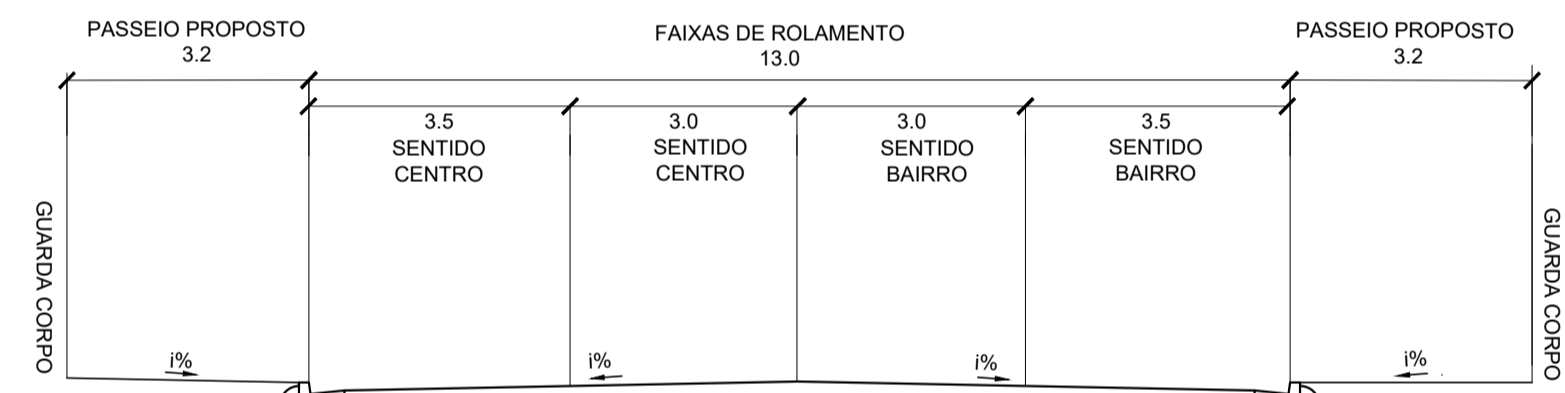 PASSEIO PROPOSTO
3.2
FAIXAS DE ROLAMENTO
13.0
PASSEIO PROPOSTO
3.2
3.5
SENTIDO
CENTRO
3.0
SENTIDO
CENTRO
3.0
SENTIDO
BAIRRO
3.5
SENTIDO
BAIRRO
GUARDA CORPO
GUARDA CORPO
i%
i%
i%
i%